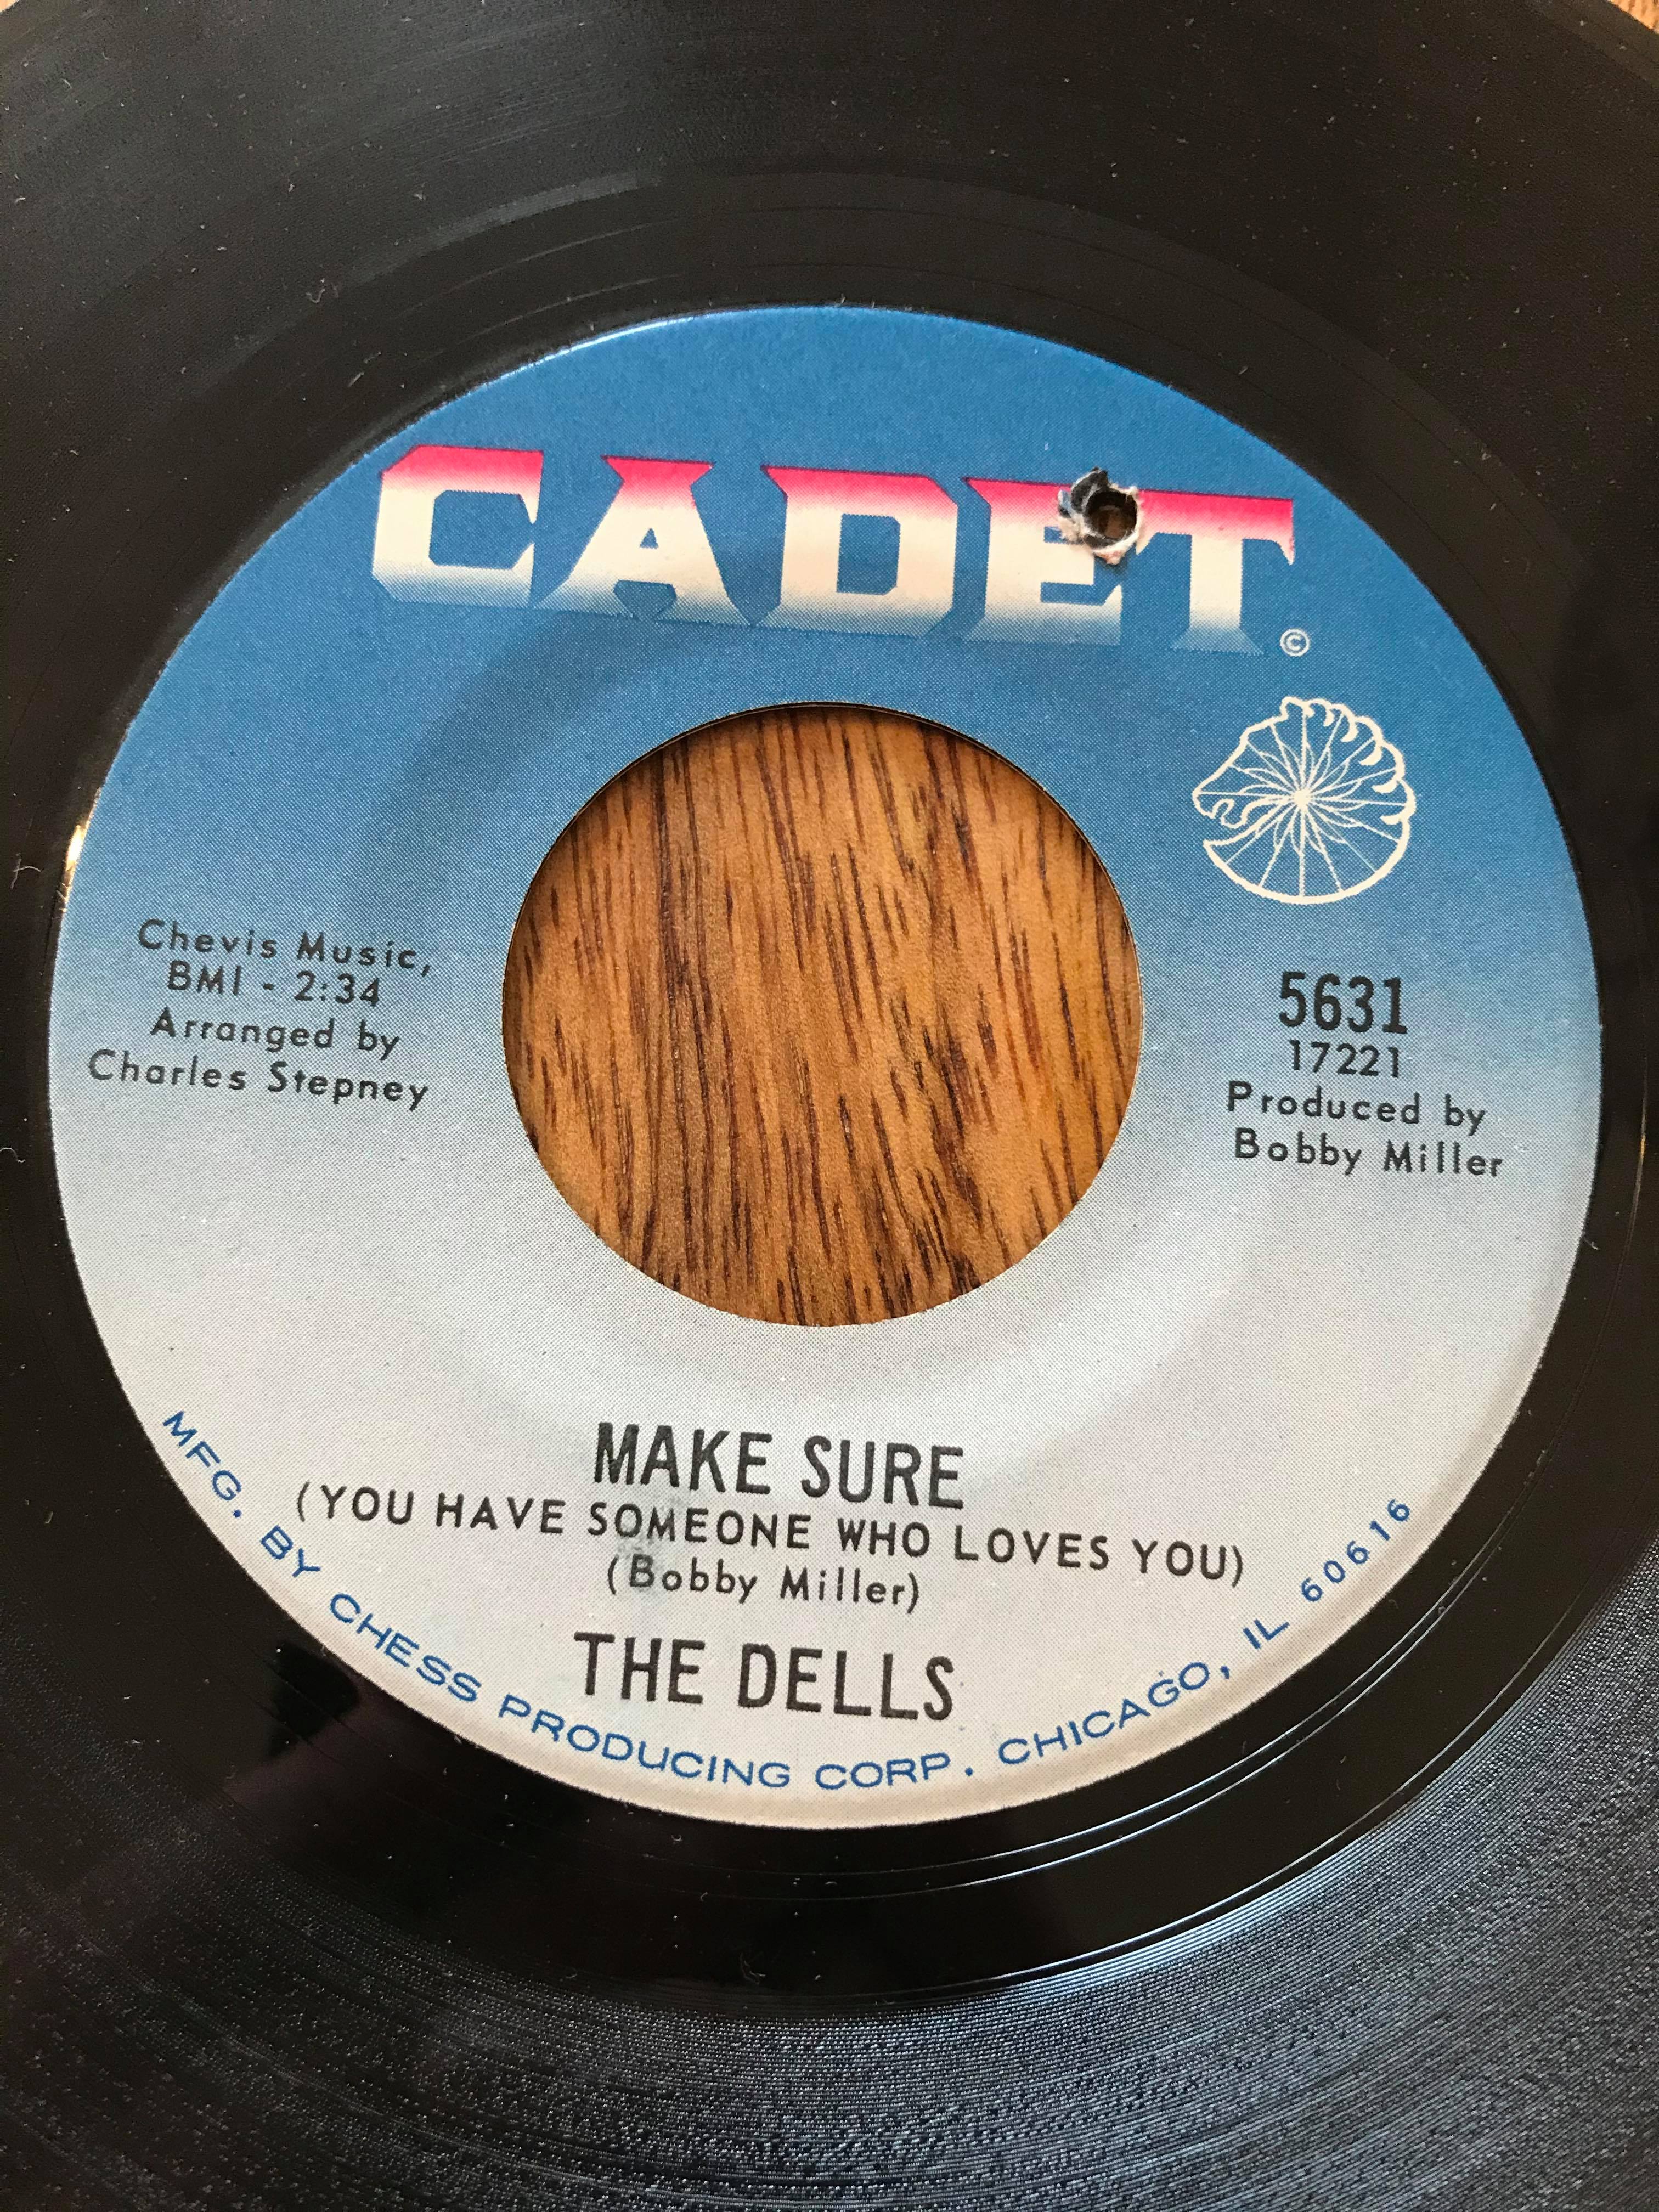 CADET
©
Chevis Music,
BMI - 2:34
Arranged by
Charles Stepney
5631
17221
Produced by
Bobby Miller
MAKE SURE
(YOU HAVE SOMEONE WHO LOVES YOU)
(Bobby Miller)
THE DELLS
MFG. BY CHESS PRODUCING CORP. CHICAGO, IL 60616